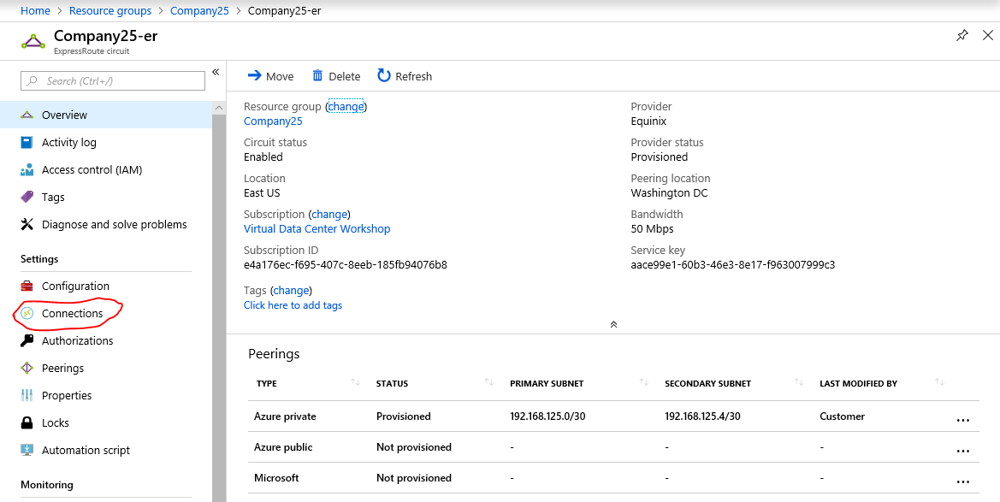 Home > Resource groups > Company25 > Company25-er
Company25-er
ExpressRoute circuit
Search (Ctrl+/)
«
Overview
Activity log
Access control (IAM)
Tags
Diagnose and solve problems
Settings
Configuration
Connections
Authorizations
Peerings
Properties
Locks
Automation script
Monitoring
Move Delete Refresh
Resource group (change)
Company25
Circuit status
Enabled
Location
East US
Subscription (change)
Virtual Data Center Workshop
Subscription ID
e4a176ec-f695-407c-8eeb-185fb94076b8
Tags (change)
Click here to add tags
Provider
Equinix
Provider status
Provisioned
Peering location
Washington DC
Bandwidth
50 Mbps
Service key
aace99e1-60b3-46e3-8e17-f963007999c3
Peerings
TYPE STATUS PRIMARY SUBNET SECONDARY SUBNET LAST MODIFIED BY
Azure private Provisioned 192.168.125.0/30 192.168.125.4/30 Customer ...
Azure public Not provisioned - - - ...
Microsoft Not provisioned - - - ...